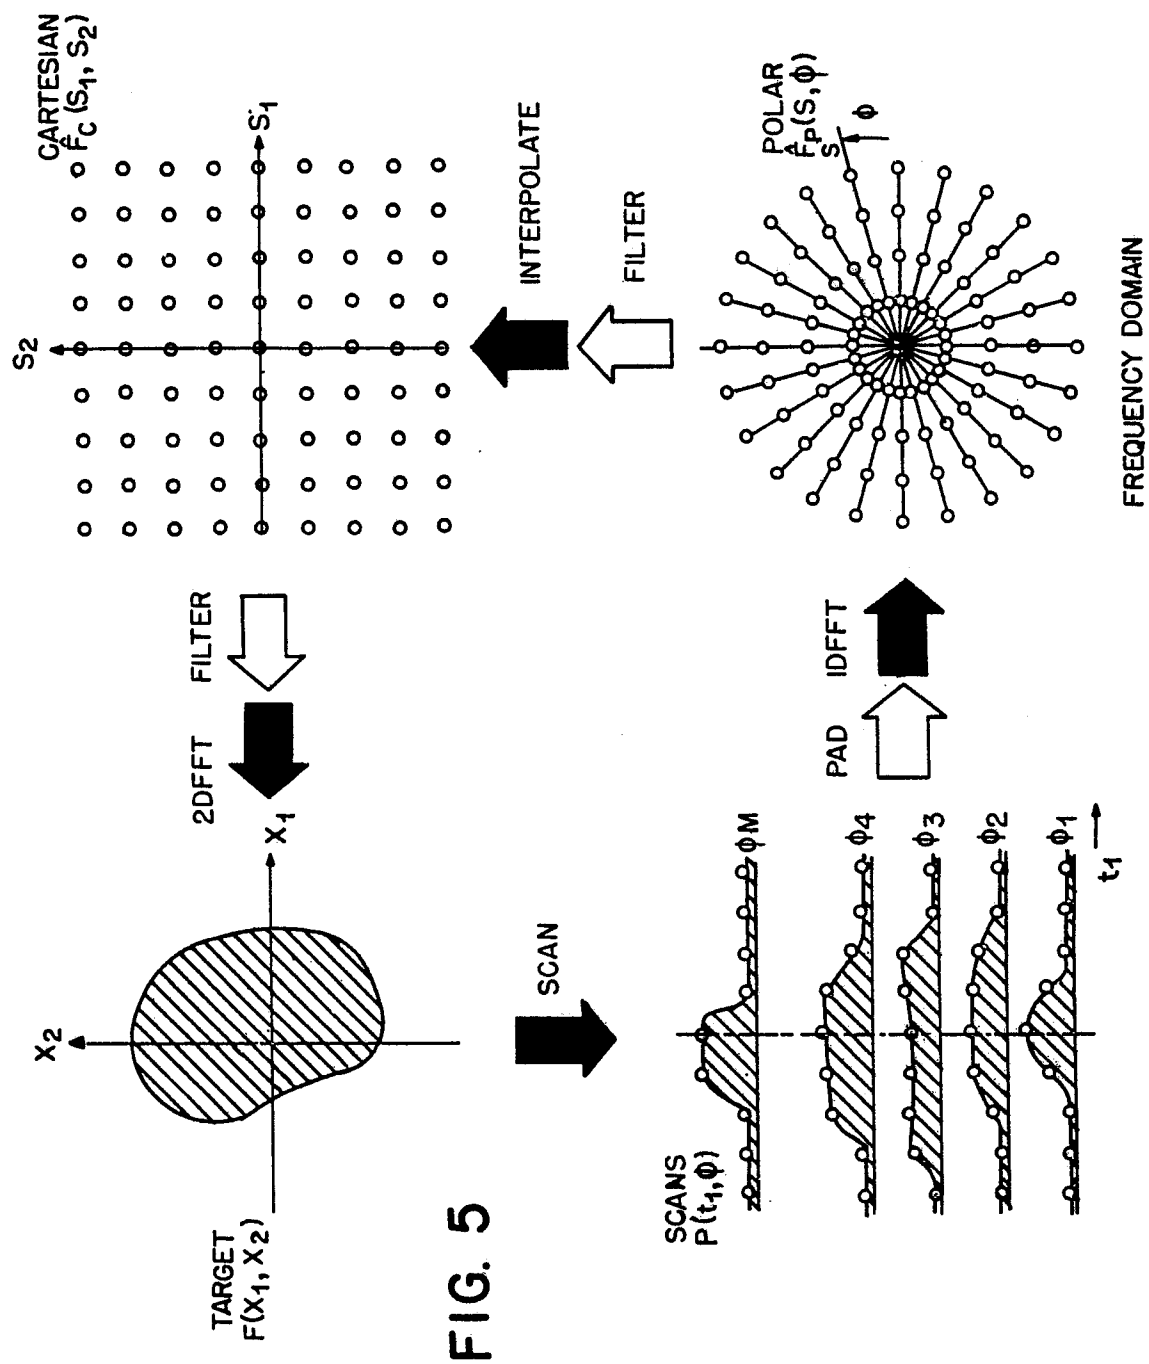 TARGET
F(X1, X2)
X2
X1
2DFFT
FILTER
CARTESIAN
F̂C (S1, S2)
S2
S1
INTERPOLATE
FILTER
SCAN
SCANS
P(t1, ϕ)
ϕM
ϕ4
ϕ3
ϕ2
ϕ1
t1
PAD
1DFFT
POLAR
F̂P(S, ϕ)
S
ϕ
FREQUENCY DOMAIN
FIG. 5